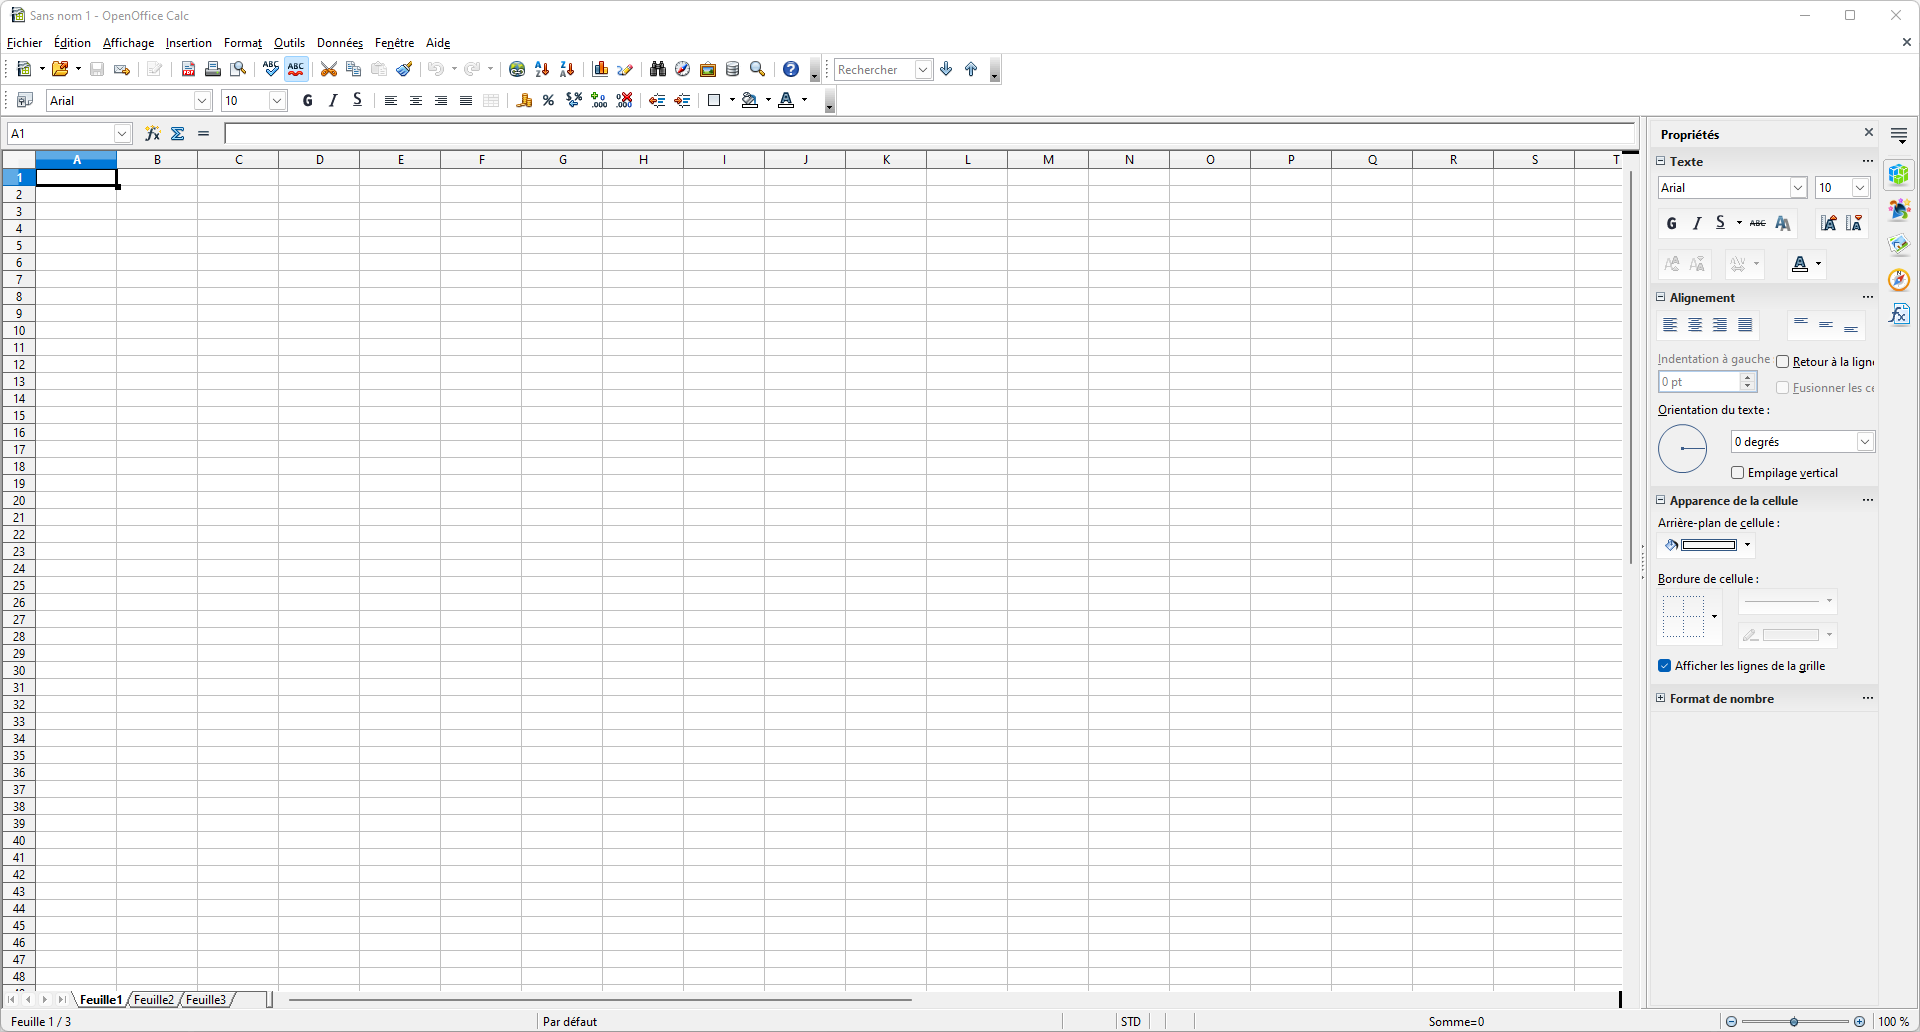 Sans nom 1 - OpenOffice Calc
Fichier Édition Affichage Insertion Format Outils Données Fenêtre Aide
Rechercher
Arial 10 G I S
A1
A B C D E F G H I J K L M N O P Q R S T
1
2
3
4
5
6
7
8
9
10
11
12
13
14
15
16
17
18
19
20
21
22
23
24
25
26
27
28
29
30
31
32
33
34
35
36
37
38
39
40
41
42
43
44
45
46
47
48
Propriétés
Texte
Arial 10
G I S ABC
Alignement
Indentation à gauche Retour à la lign
0 pt Fusionner les ce
Orientation du texte :
0 degrés
Empilage vertical
Apparence de la cellule
Arrière-plan de cellule :
Bordure de cellule :
Afficher les lignes de la grille
Format de nombre
Feuille1 Feuille2 Feuille3
Feuille 1 / 3 Par défaut STD Somme=0 100 %